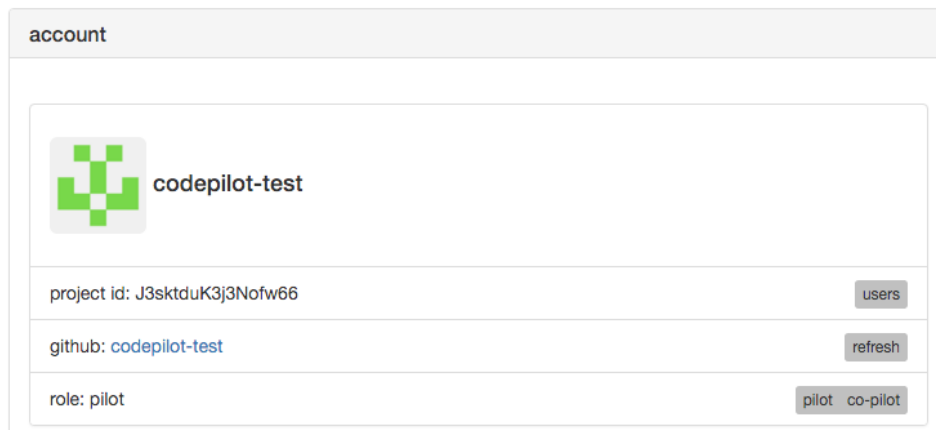 account
codepilot-test
project id: J3sktduK3j3Nofw66 users
github: codepilot-test refresh
role: pilot pilot co-pilot